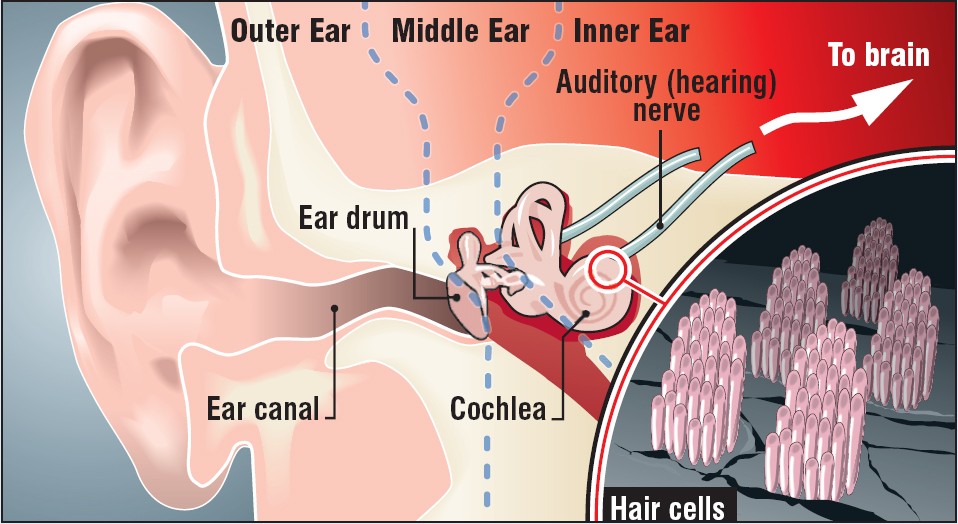 Outer Ear
Middle Ear
Inner Ear
To brain
Auditory (hearing)
nerve
Ear drum
Ear canal
Cochlea
Hair cells